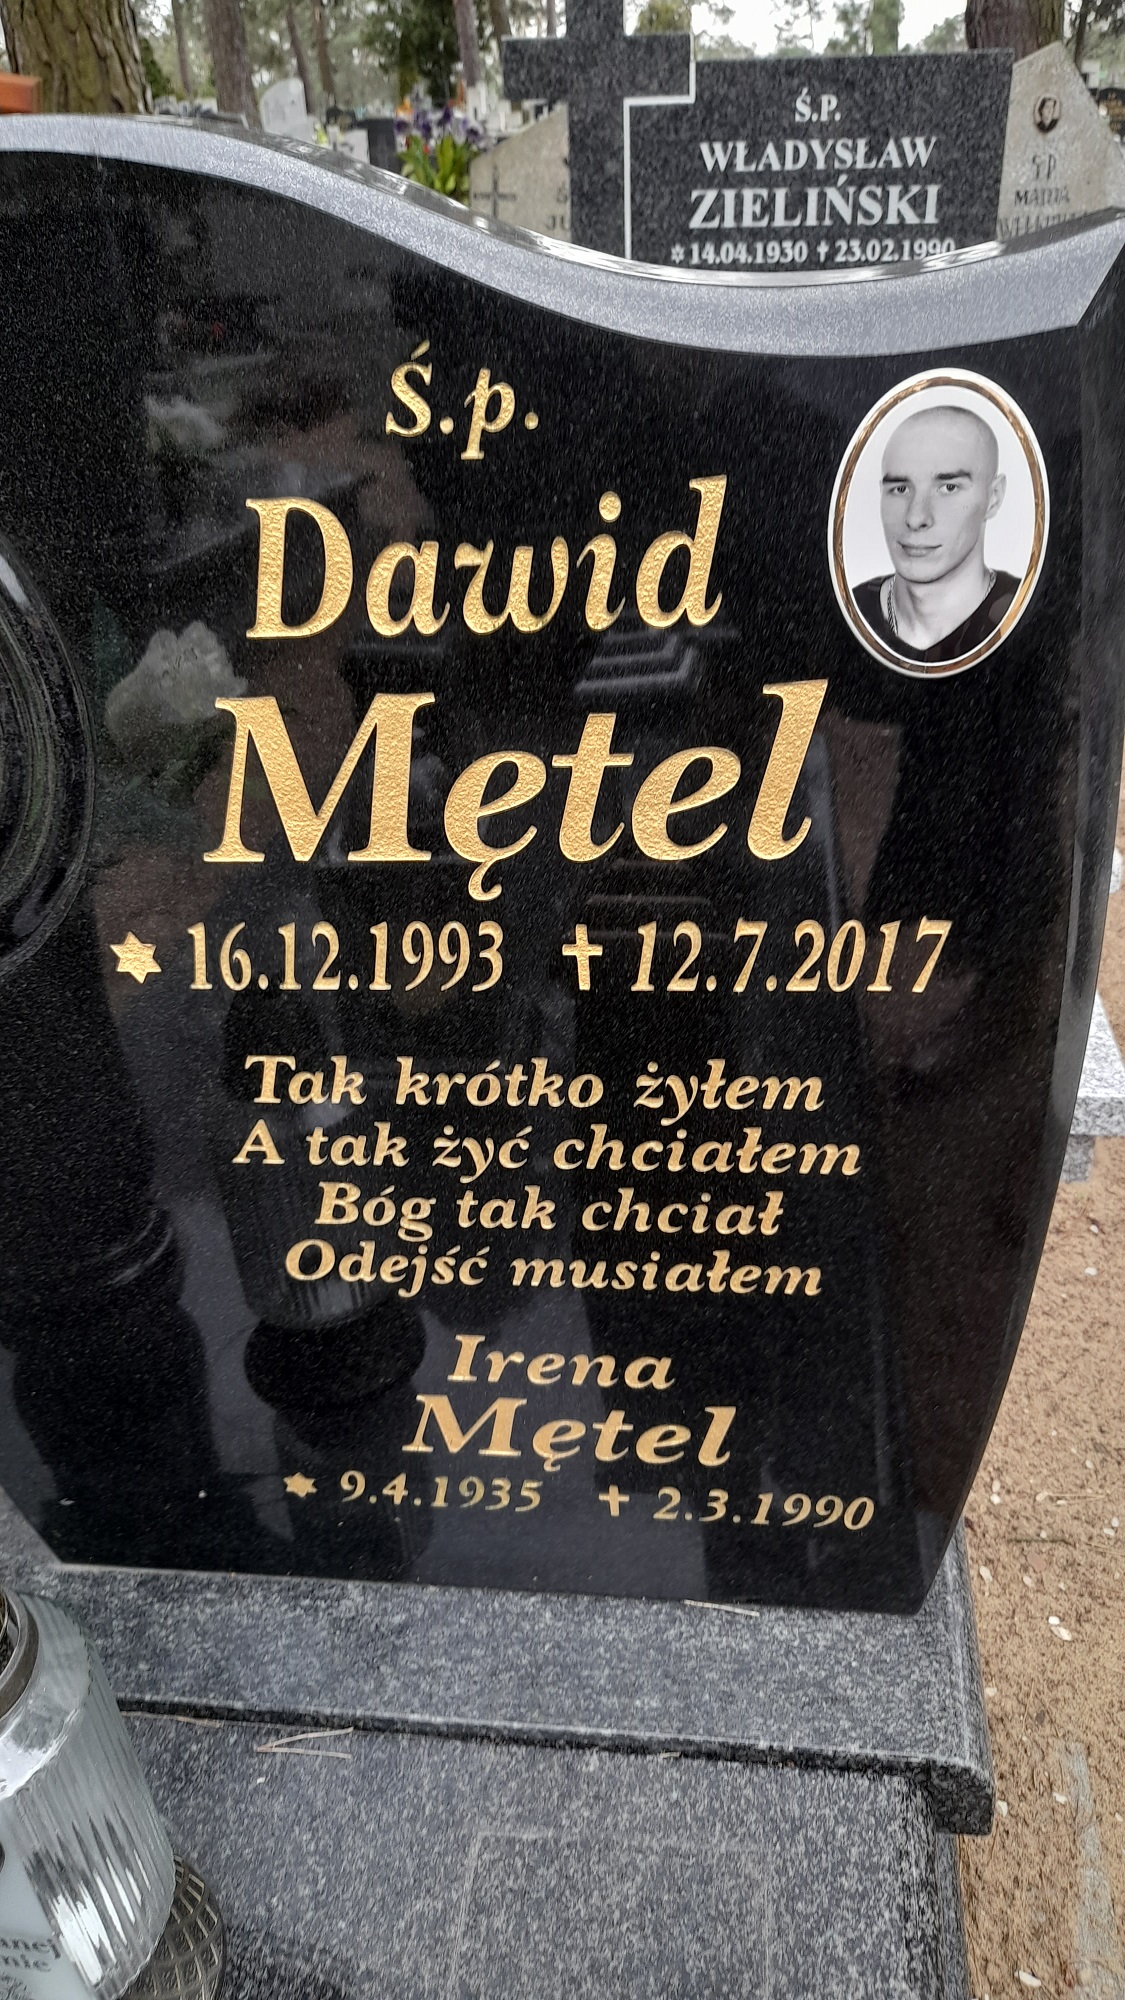 Ś.P.
WŁADYSŁAW
ZIELIŃSKI
14.04.1930 † 23.02.1990
Ś.p.
Dawid
Mętel
16.12.1993 † 12.7.2017
Tak krótko żyłem
A tak żyć chciałem
Bóg tak chciał
Odejść musiałem
Irena
Mętel
9.4.1935 † 2.3.1990